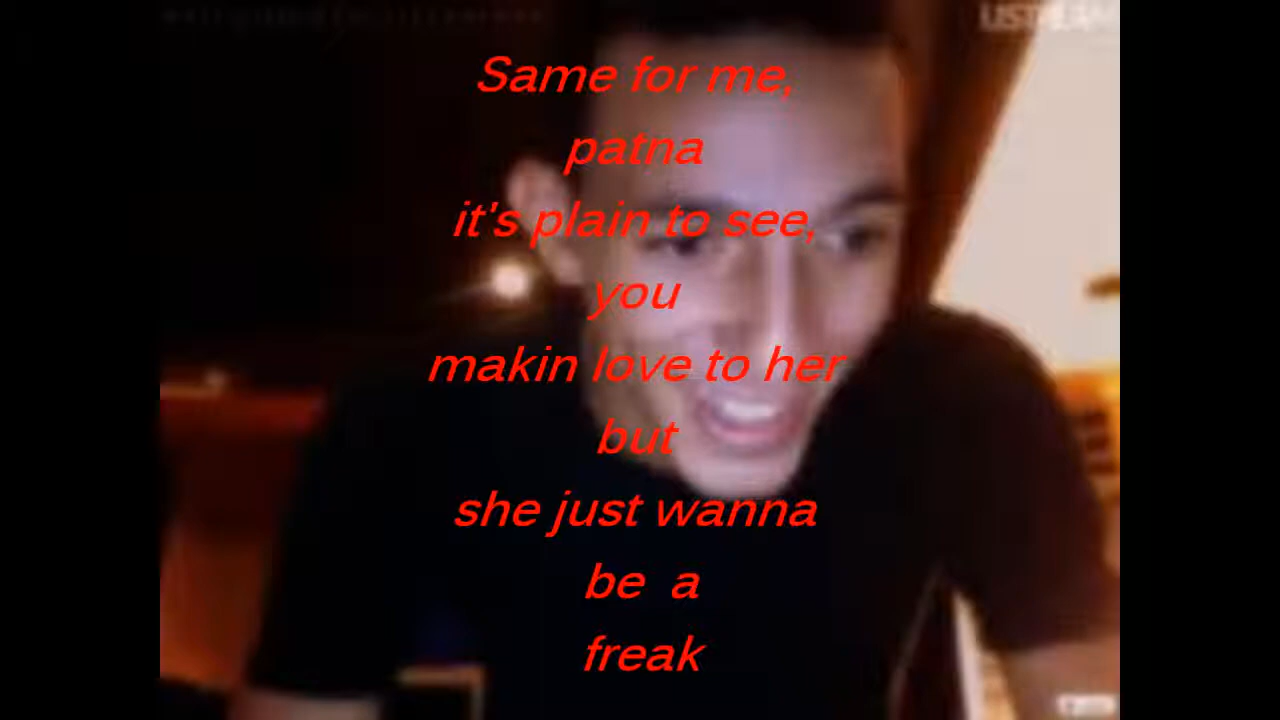 USTREAM
Same for me,
patna
it's plain to see,
you
makin love to her
but
she just wanna
be a
freak